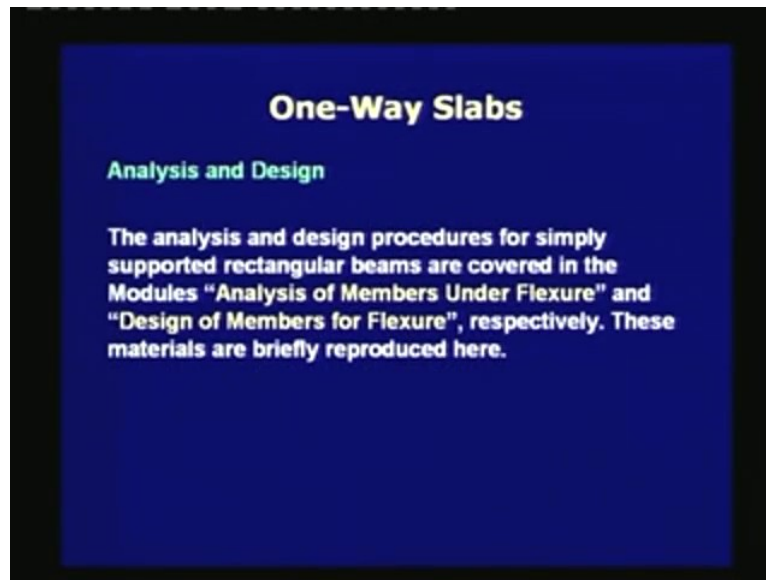 One-Way Slabs
Analysis and Design
The analysis and design procedures for simply
supported rectangular beams are covered in the
Modules “Analysis of Members Under Flexure” and
“Design of Members for Flexure”, respectively. These
materials are briefly reproduced here.